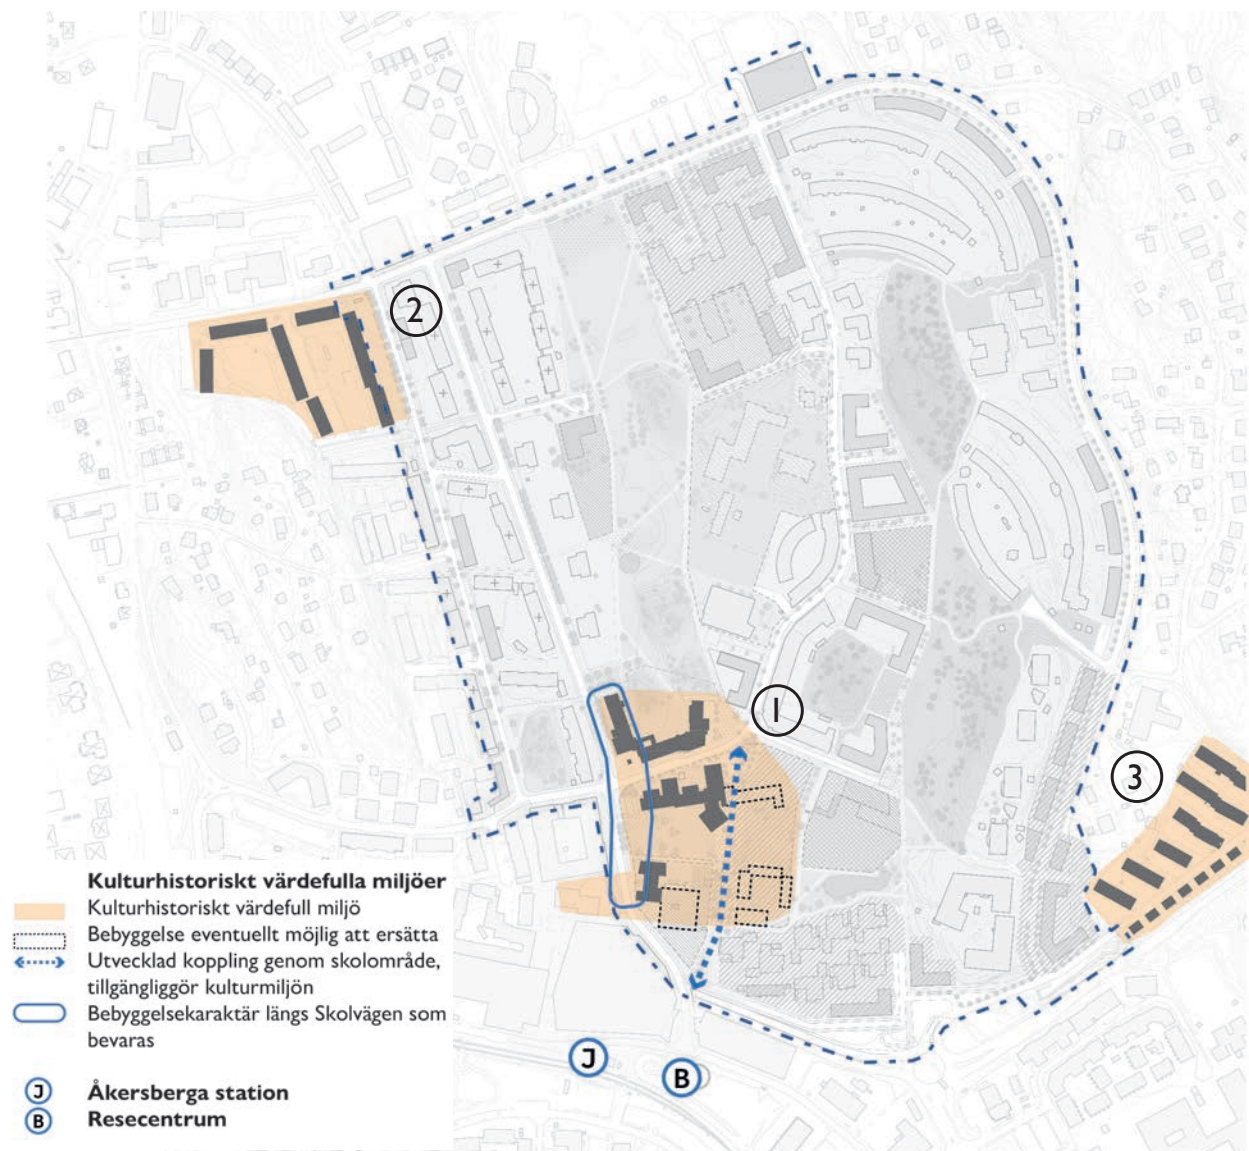 2
1
3
Kulturhistoriskt värdefulla miljöer
Kulturhistoriskt värdefull miljö
Bebyggelse eventuellt möjlig att ersätta
Utvecklad koppling genom skolområde,
tillgängliggör kulturmiljön
Bebyggelsekaraktär längs Skolvägen som
bevaras
J
B
J Åkersberga station
B Resecentrum